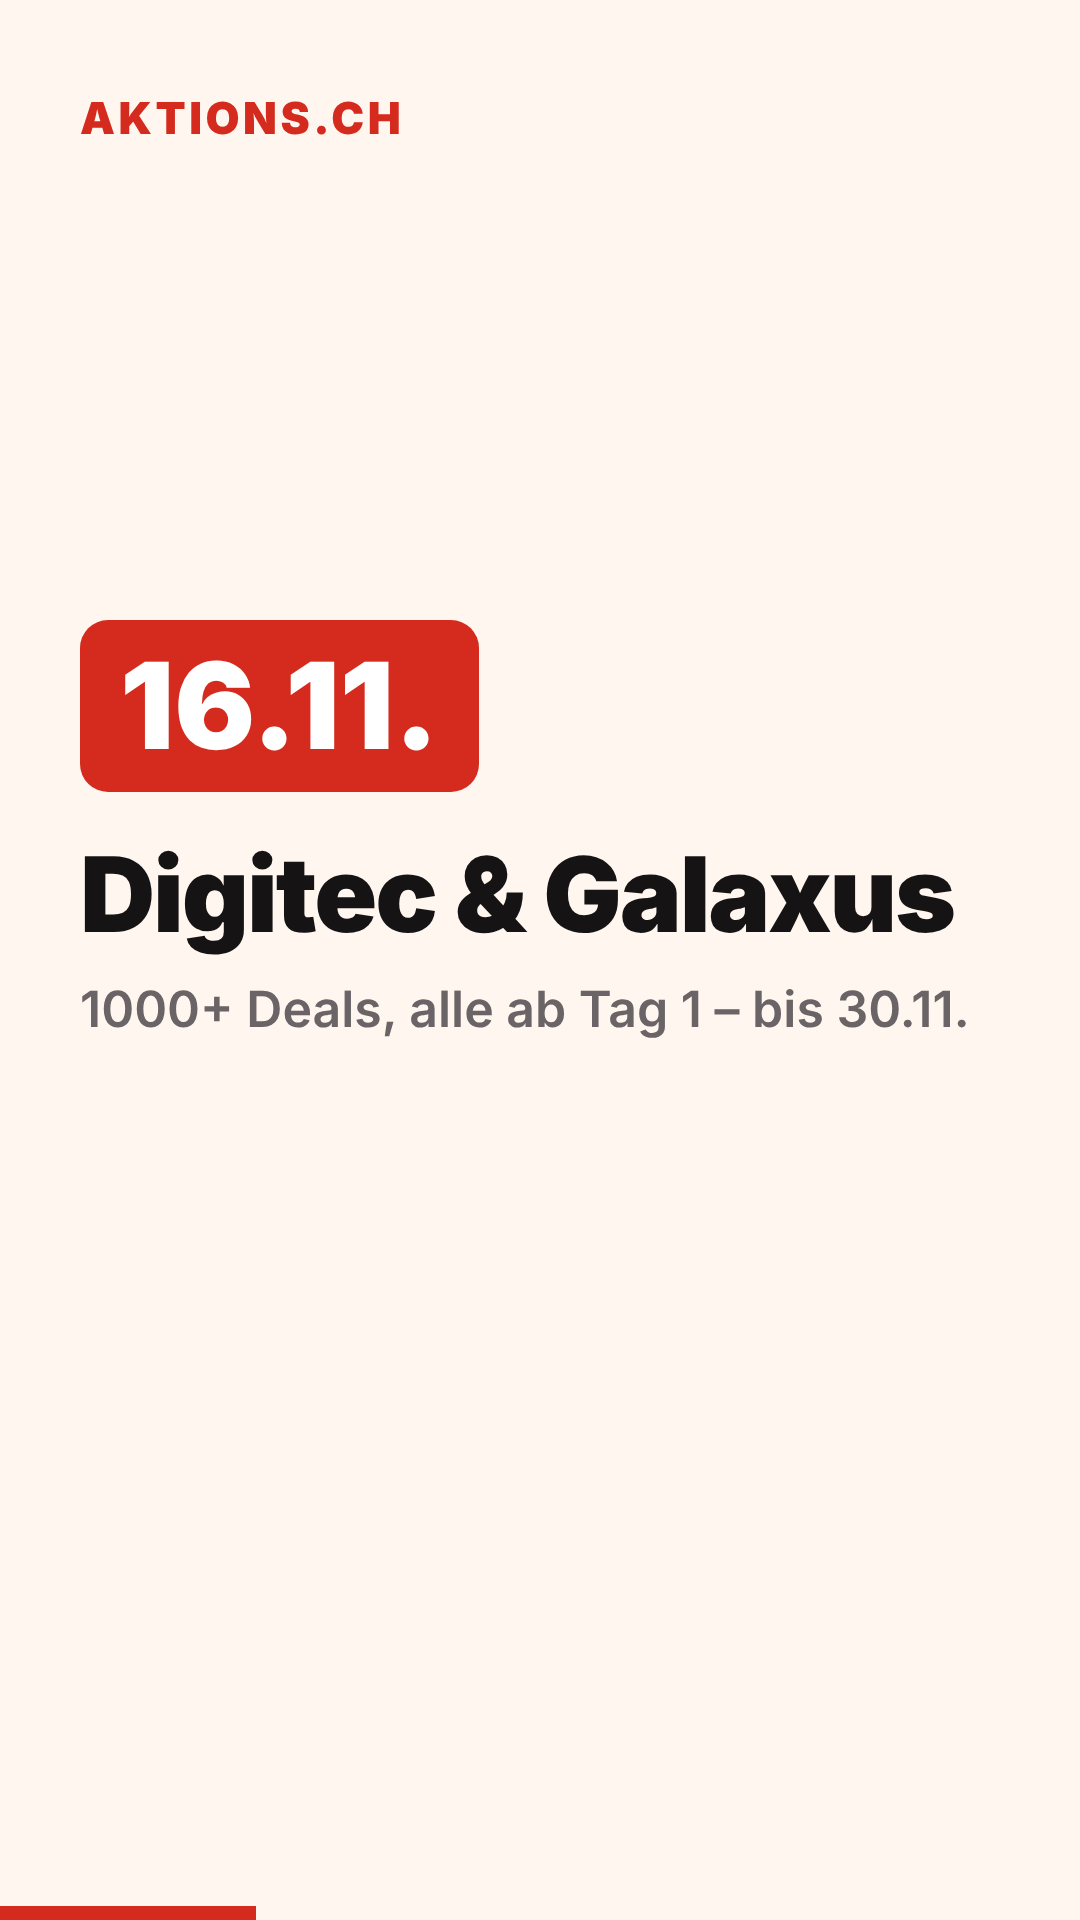 AKTIONS.CH
16.11.
Digitec & Galaxus
1000+ Deals, alle ab Tag 1 – bis 30.11.